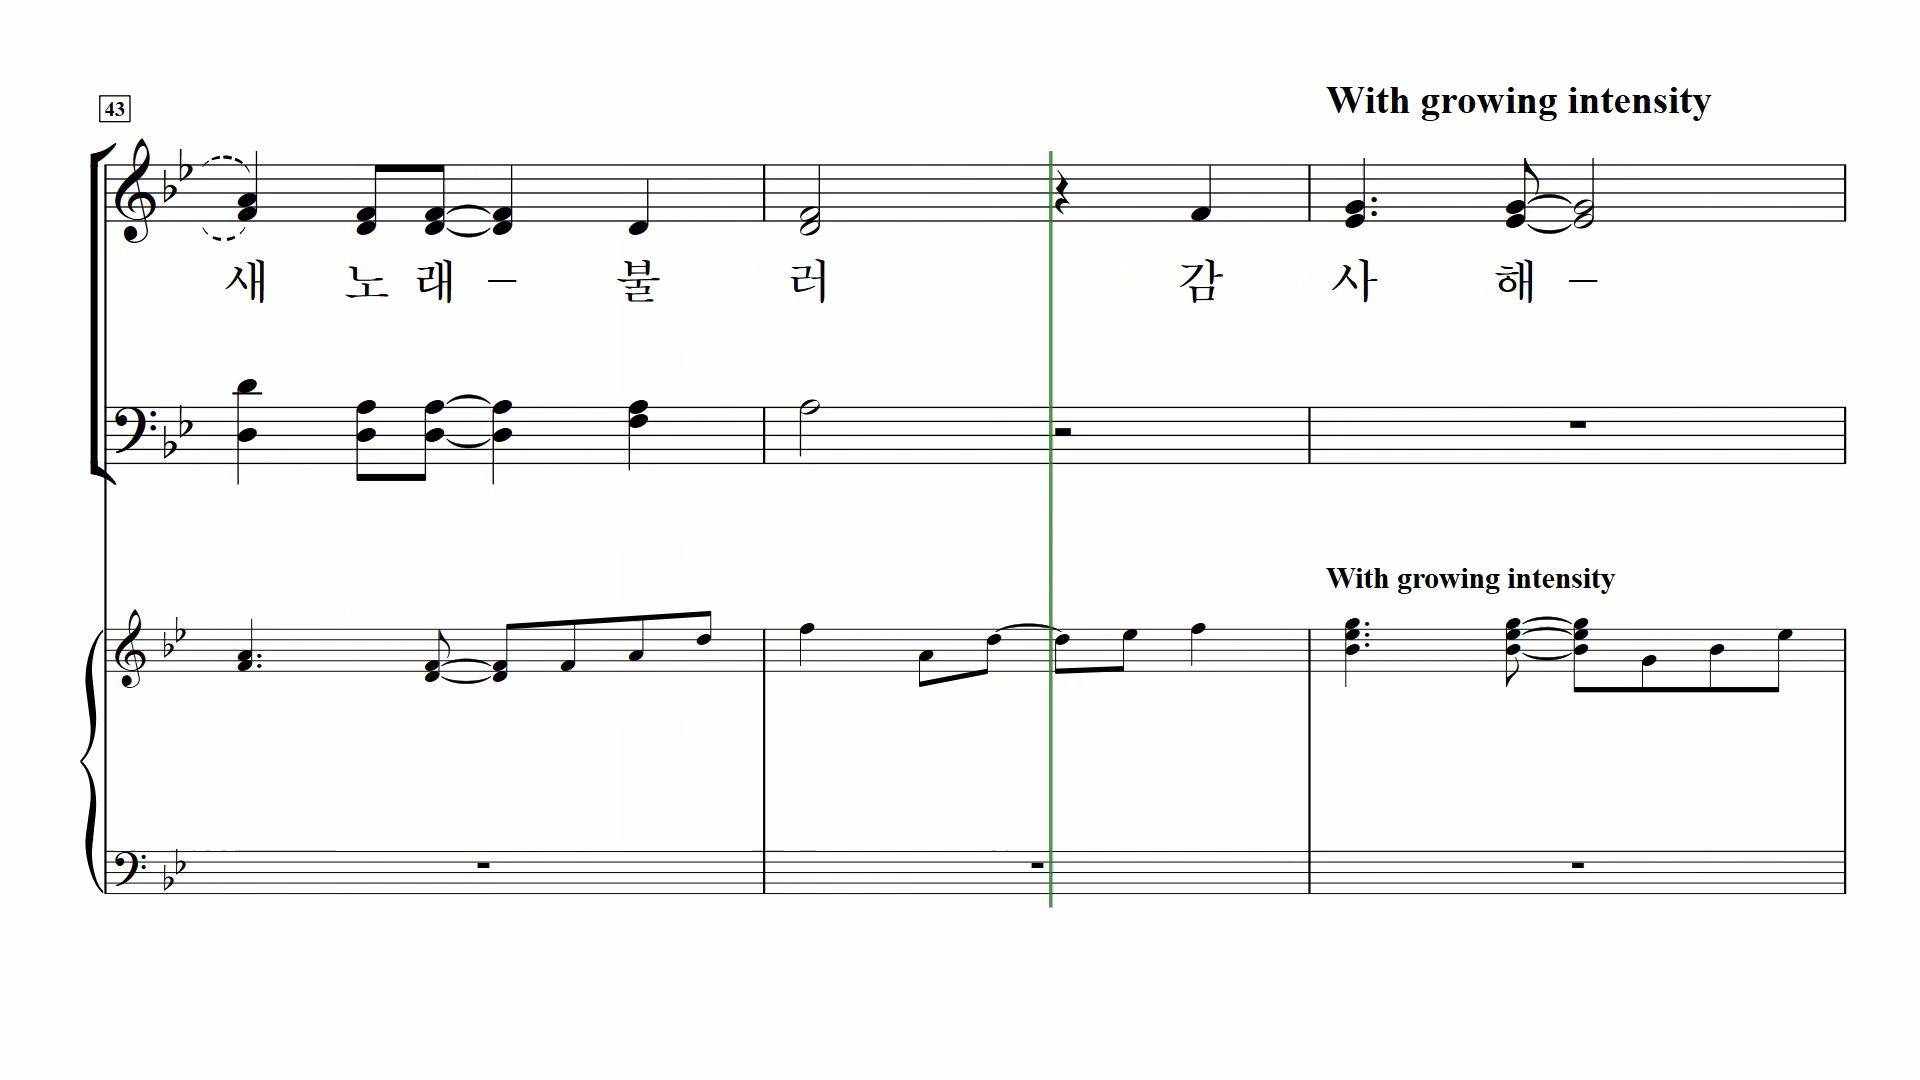 With growing intensity
43
새 노 래 – 불 러 감 사 해 –
With growing intensity